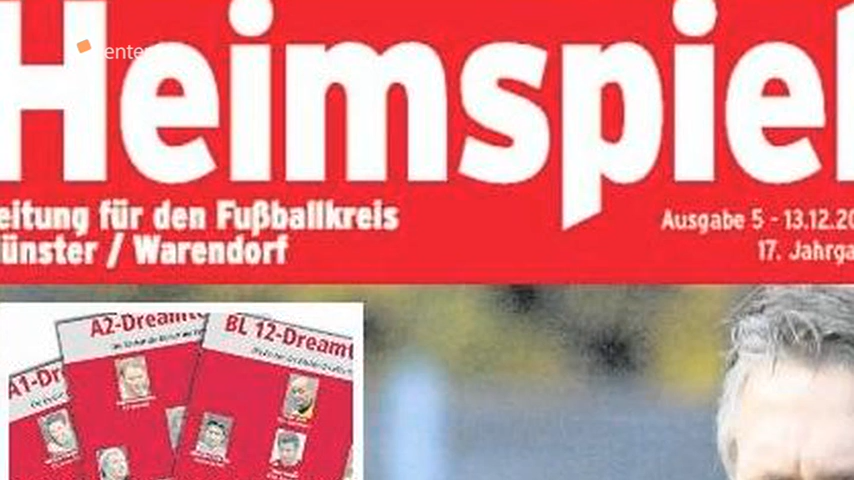 Heimspiel
enter
eitung für den Fußballkreis
ünster / Warendorf
Ausgabe 5 - 13.12.20
17. Jahrga
A1-Dr
A2-Dreamt
BL 12-Dreamt